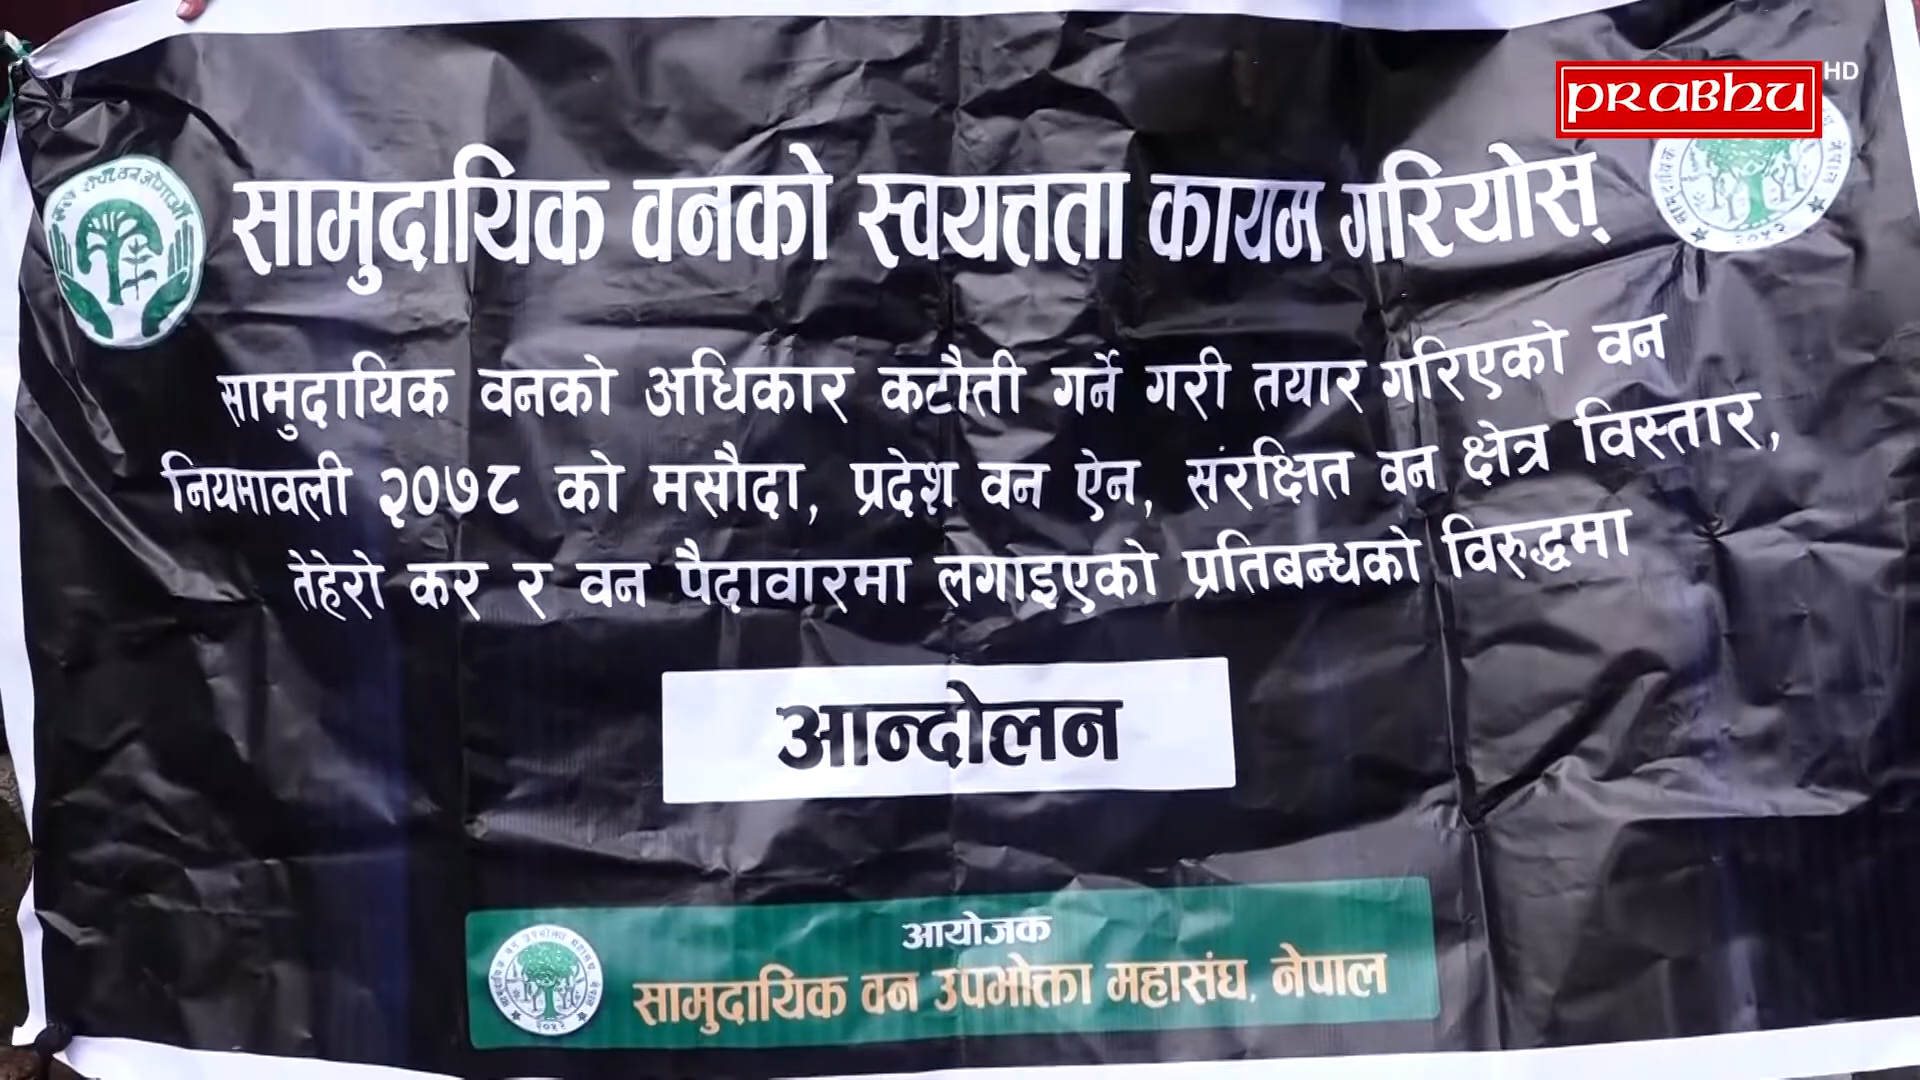 PRABHU HD
सामुदायिक वनको स्वयत्तता कायम गरियोस्
सामुदायिक वनको अधिकार कटौती गर्ने गरी तयार गरिएको वन
नियमावली २०७८ को मसौदा, प्रदेश वन ऐन, संरक्षित वन क्षेत्र विस्तार,
तेहेरो कर र वन पैदावारमा लगाइएको प्रतिबन्धको विरुद्धमा
आन्दोलन
आयोजक
सामुदायिक वन उपभोक्ता महासंघ, नेपाल